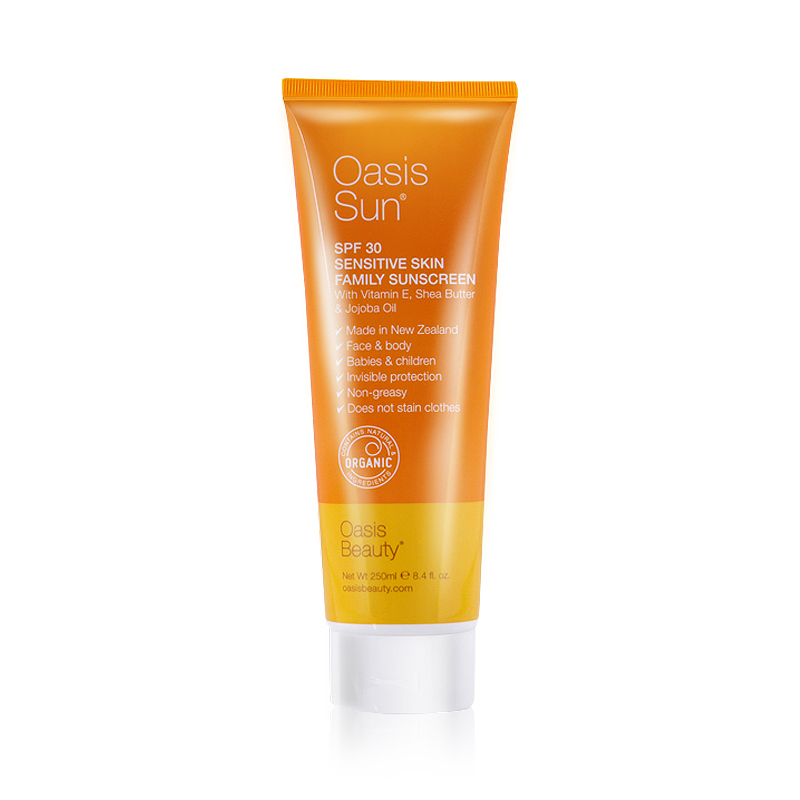 Oasis
Sun®
SPF 30
SENSITIVE SKIN
FAMILY SUNSCREEN
With Vitamin E, Shea Butter
& Jojoba Oil
✓ Made in New Zealand
✓ Face & body
✓ Babies & children
✓ Invisible protection
✓ Non-greasy
✓ Does not stain clothes
CONTAINS NATURAL &
ORGANIC
INGREDIENTS
Oasis
Beauty®
Net Wt 250ml ℮ 8.4 fl. oz.
oasisbeauty.com